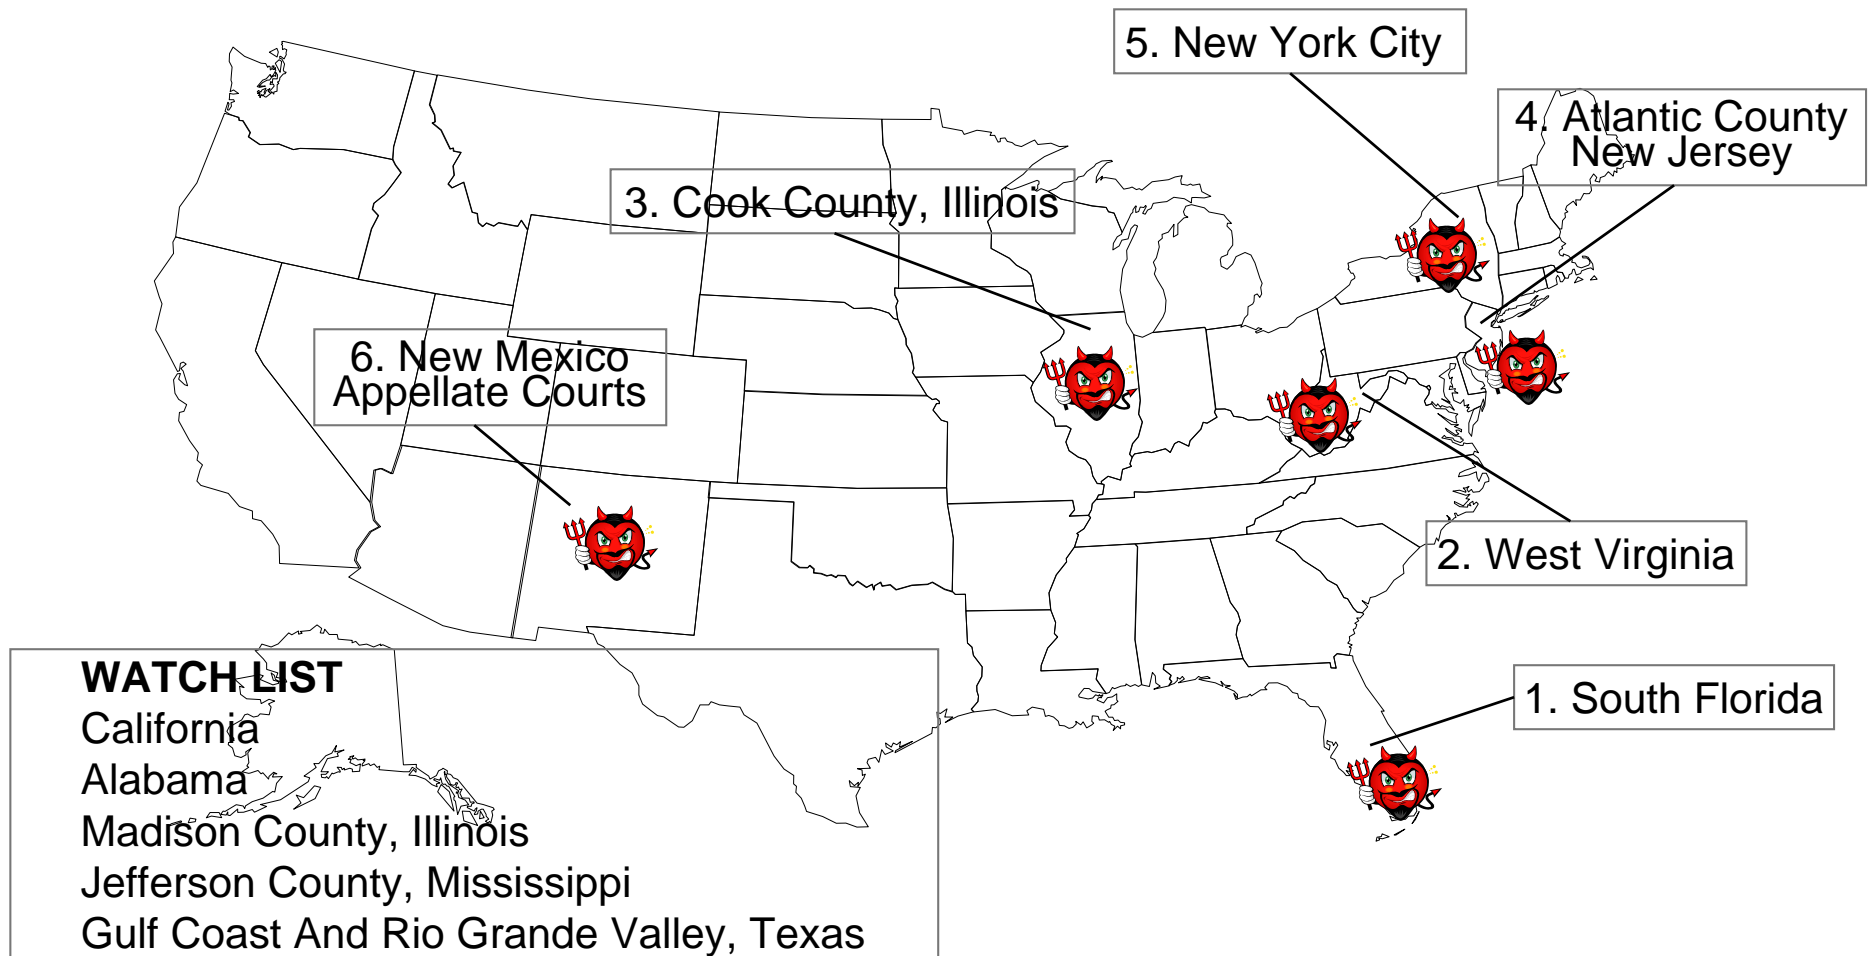 5. New York City
4. Atlantic County
New Jersey
3. Cook County, Illinois
6. New Mexico
Appellate Courts
2. West Virginia
1. South Florida
WATCH LIST
California
Alabama
Madison County, Illinois
Jefferson County, Mississippi
Gulf Coast And Rio Grande Valley, Texas